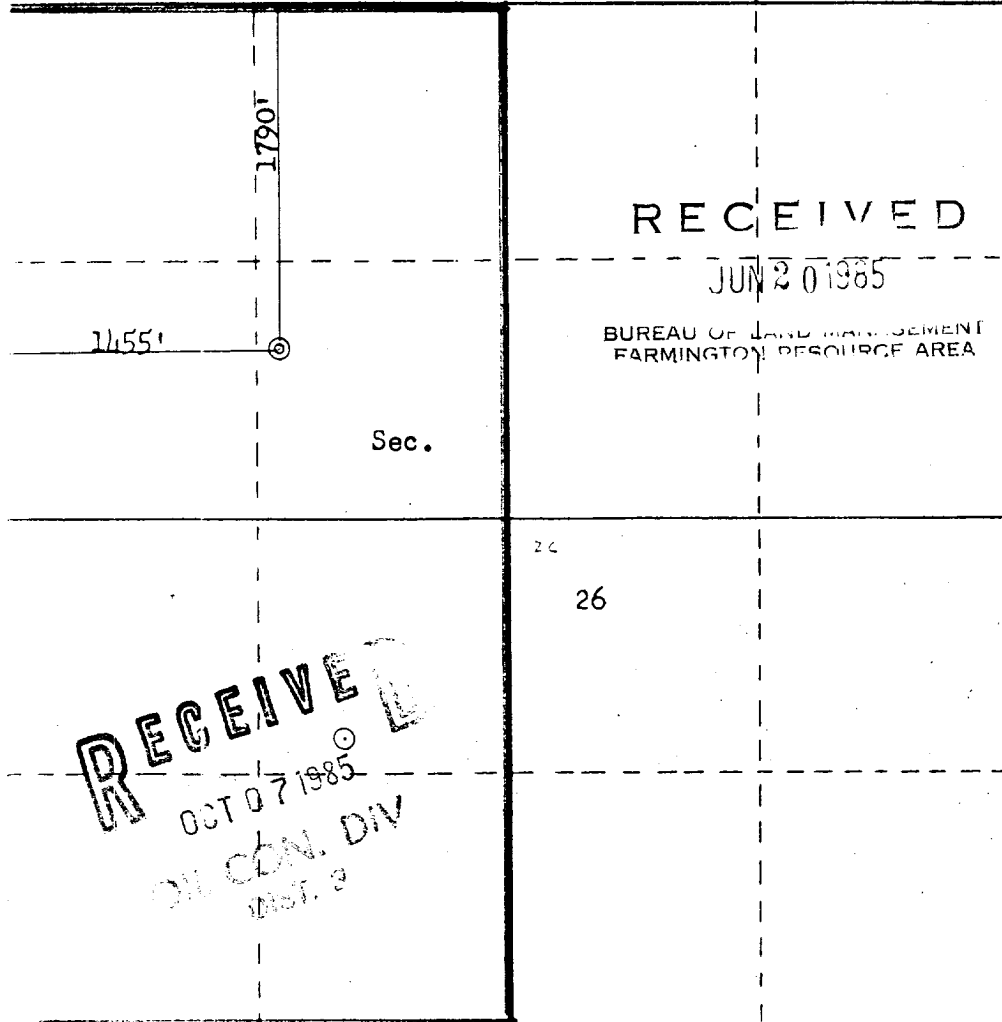 1790'
RECEIVED
JUN 20 1985
1455'
BUREAU OF LAND MANAGEMENT
FARMINGTON RESOURCE AREA
Sec.
26
26
RECEIVED
OCT 07 1985
OIL CON. DIV
DIST. 3